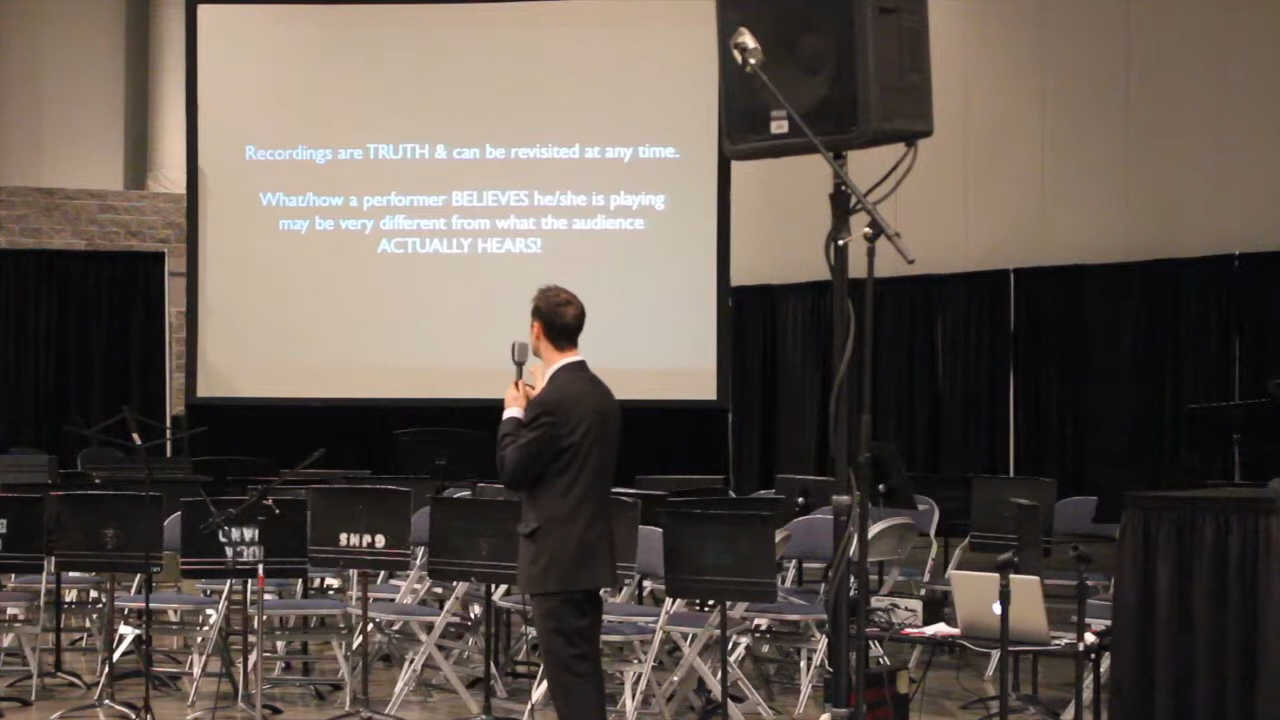 Recordings are TRUTH & can be revisited at any time.
What/how a performer BELIEVES he/she is playing
may be very different from what the audience
ACTUALLY HEARS!
GJHS